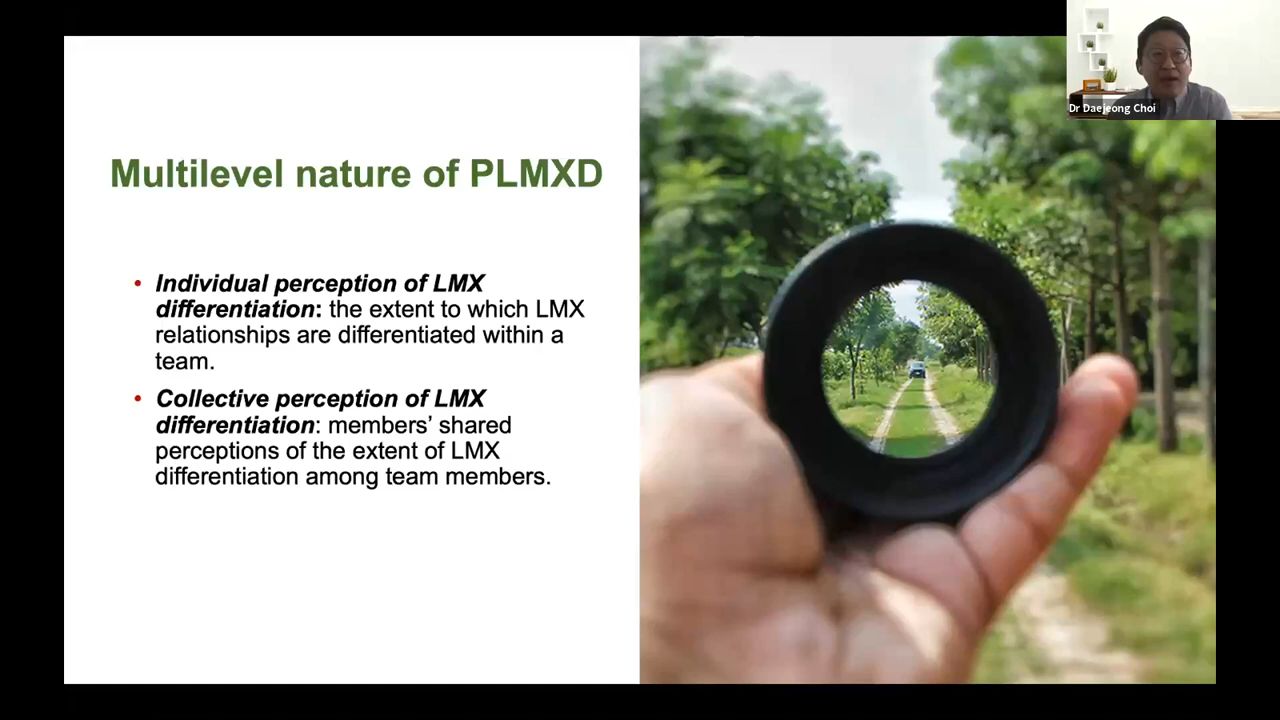 Dr Daejeong Choi
Multilevel nature of PLMXD
• Individual perception of LMX
differentiation: the extent to which LMX
relationships are differentiated within a
team.
• Collective perception of LMX
differentiation: members’ shared
perceptions of the extent of LMX
differentiation among team members.